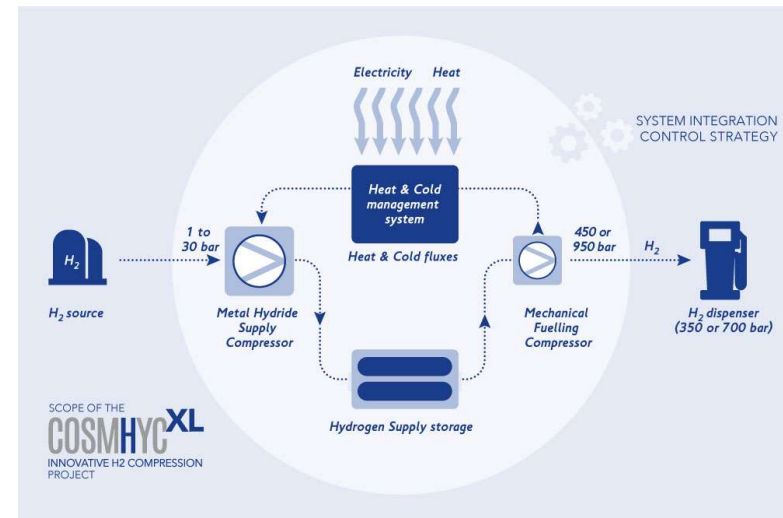 Electricity Heat
SYSTEM INTEGRATION
CONTROL STRATEGY
Heat & Cold
management
system
1 to
30 bar
450 or
950 bar
H2
H2
Heat & Cold fluxes
H2 source
Metal Hydride
Supply
Compressor
Mechanical
Fuelling
Compressor
H2 dispenser
(350 or 700 bar)
Hydrogen Supply storage
SCOPE OF THE
COSMHYC XL
INNOVATIVE H2 COMPRESSION
PROJECT